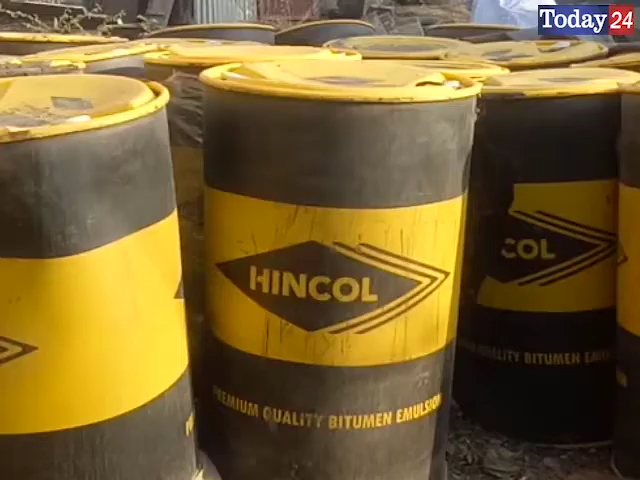 Today 24
HINCOL
PREMIUM QUALITY BITUMEN EMULSION
COL
QUALITY BITUMEN EMUL